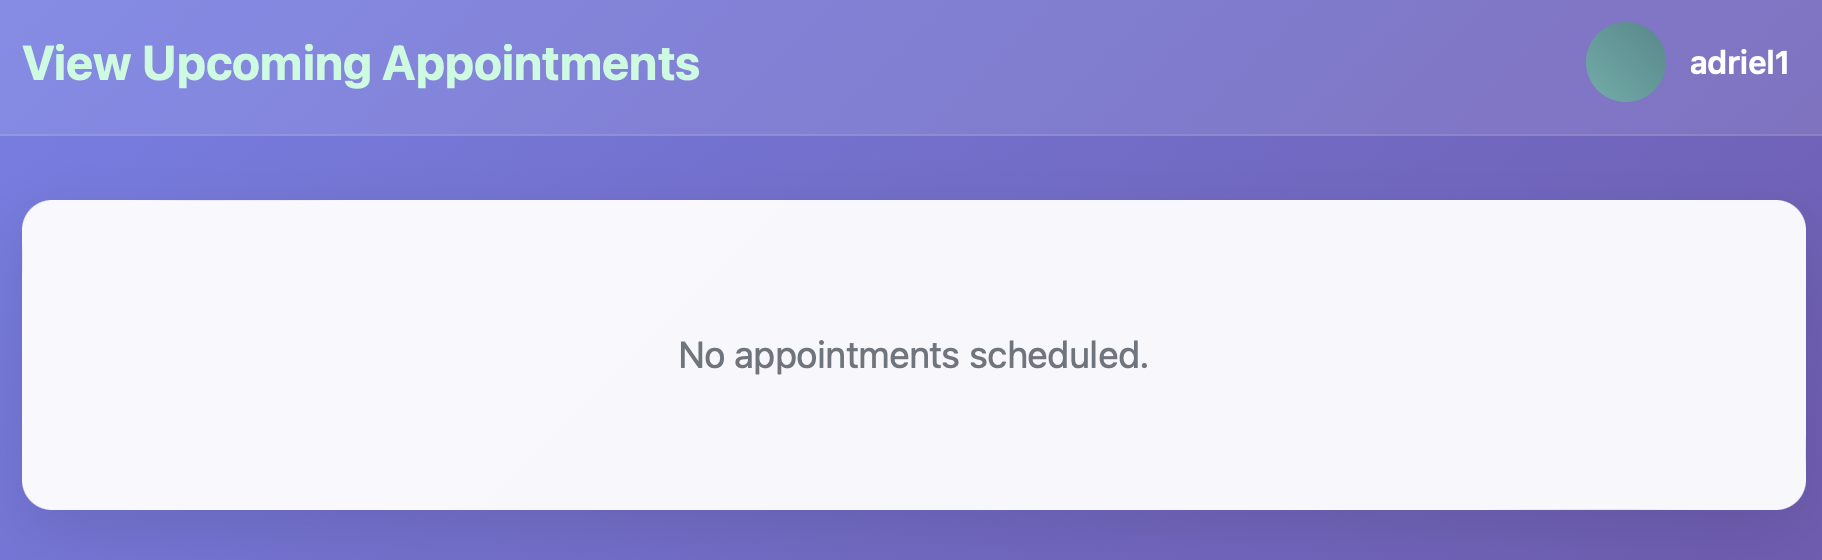 View Upcoming Appointments
adriel1
No appointments scheduled.